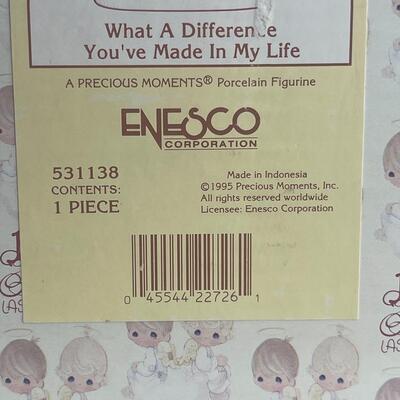 What A Difference
You've Made In My Life
A PRECIOUS MOMENTS® Porcelain Figurine
ENESCO
CORPORATION
531138
CONTENTS:
1 PIECE
Made in Indonesia
©1995 Precious Moments, Inc.
All rights reserved worldwide
Licensee: Enesco Corporation
0 45544 22726 1